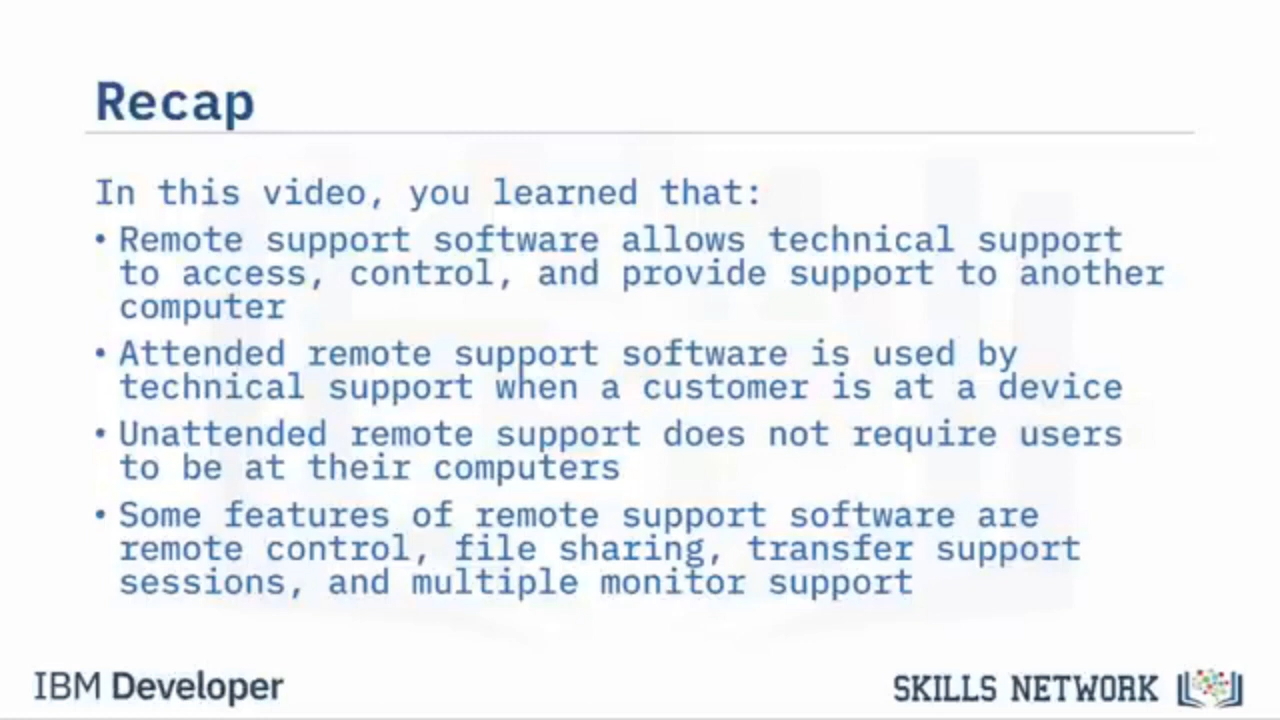 Recap
In this video, you learned that:
• Remote support software allows technical support
to access, control, and provide support to another
computer
• Attended remote support software is used by
technical support when a customer is at a device
• Unattended remote support does not require users
to be at their computers
• Some features of remote support software are
remote control, file sharing, transfer support
sessions, and multiple monitor support
IBM Developer
SKILLS NETWORK